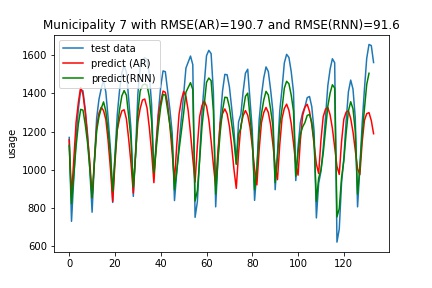 Municipality 7 with RMSE(AR)=190.7 and RMSE(RNN)=91.6
test data
predict (AR)
predict(RNN)
usage
1600
1400
1200
1000
800
600
0 20 40 60 80 100 120